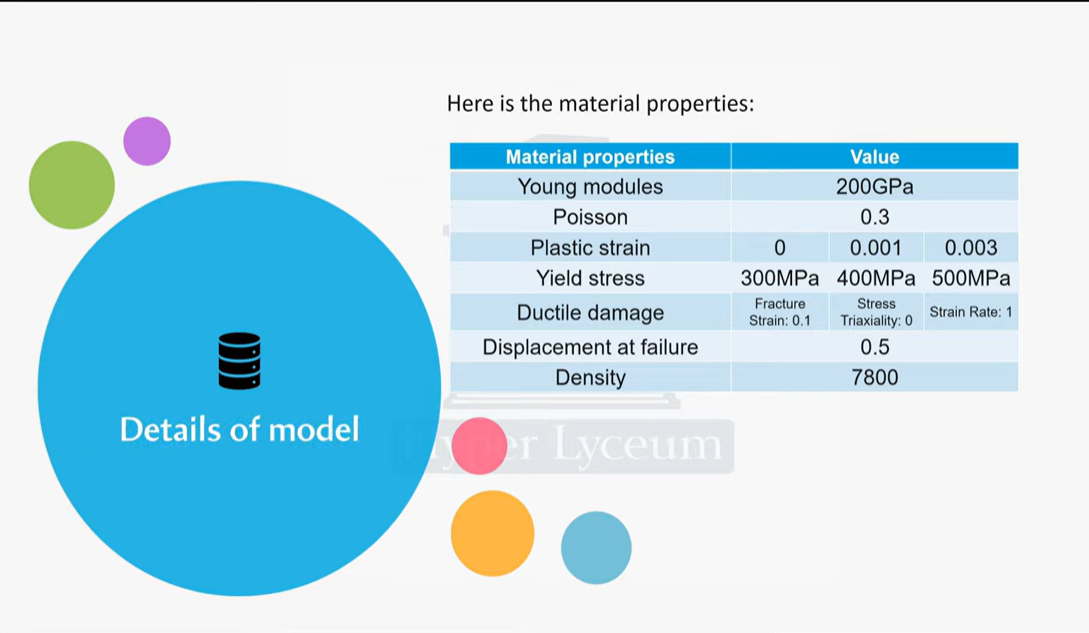 Here is the material properties:
Material properties Value
Young modules 200GPa
Poisson 0.3
Plastic strain 0 0.001 0.003
Yield stress 300MPa 400MPa 500MPa
Ductile damage Fracture Strain: 0.1 Stress Triaxiality: 0 Strain Rate: 1
Displacement at failure 0.5
Density 7800
Details of model
Hyper Lyceum